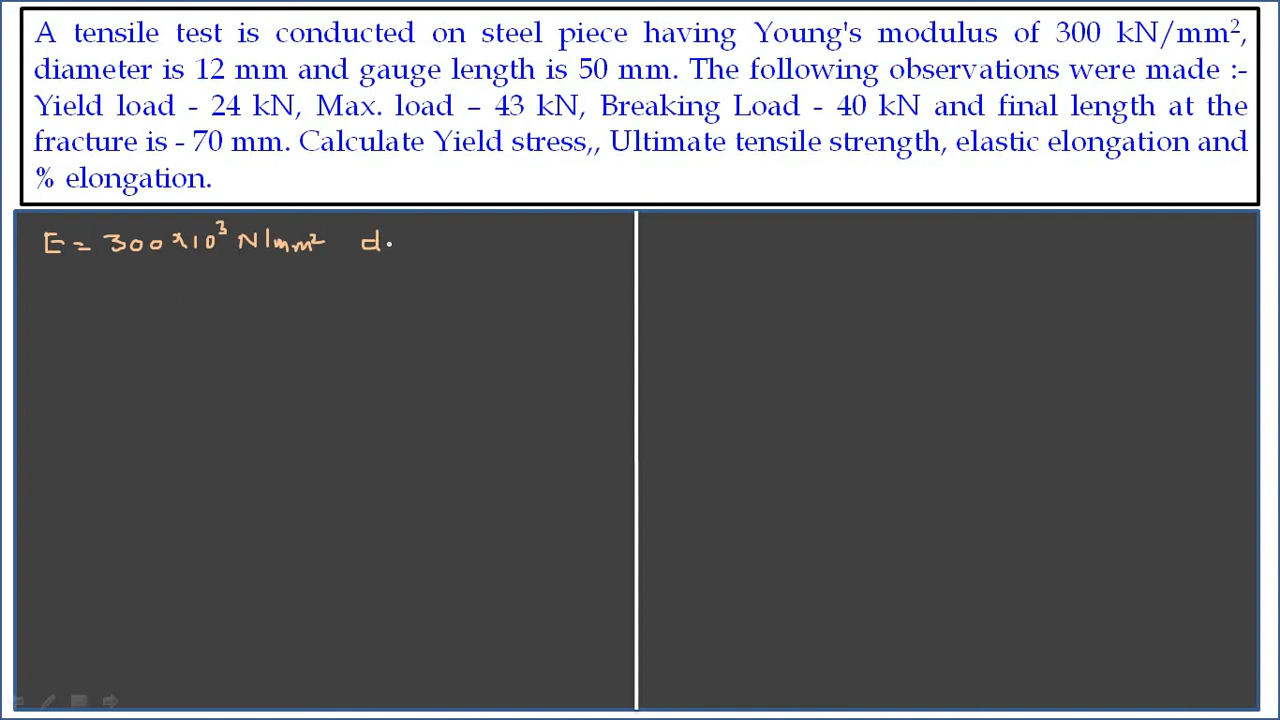 A tensile test is conducted on steel piece having Young's modulus of 300 kN/mm²,
diameter is 12 mm and gauge length is 50 mm. The following observations were made :-
Yield load - 24 kN, Max. load – 43 kN, Breaking Load - 40 kN and final length at the
fracture is - 70 mm. Calculate Yield stress,, Ultimate tensile strength, elastic elongation and
% elongation.
E = 300 × 10³ N/mm² d